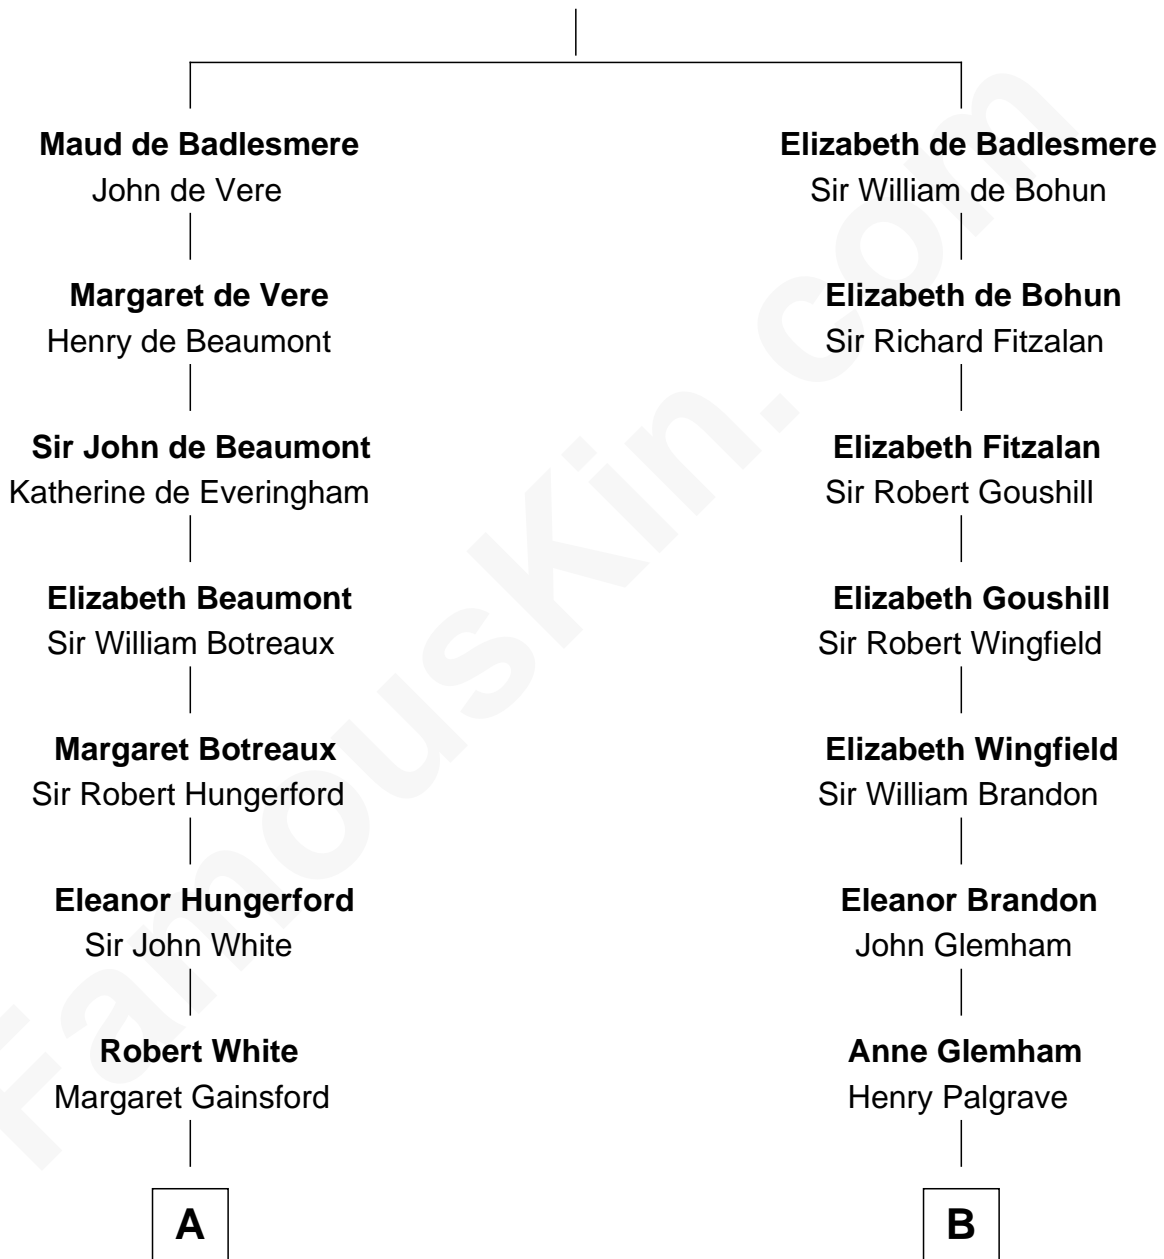 Maud de Badlesmere
John de Vere
Margaret de Vere
Henry de Beaumont
Sir John de Beaumont
Katherine de Everingham
Elizabeth Beaumont
Sir William Botreaux
Margaret Botreaux
Sir Robert Hungerford
Eleanor Hungerford
Sir John White
Robert White
Margaret Gainsford
A
Elizabeth de Badlesmere
Sir William de Bohun
Elizabeth de Bohun
Sir Richard Fitzalan
Elizabeth Fitzalan
Sir Robert Goushill
Elizabeth Goushill
Sir Robert Wingfield
Elizabeth Wingfield
Sir William Brandon
Eleanor Brandon
John Glemham
Anne Glemham
Henry Palgrave
B
FamousKin.com